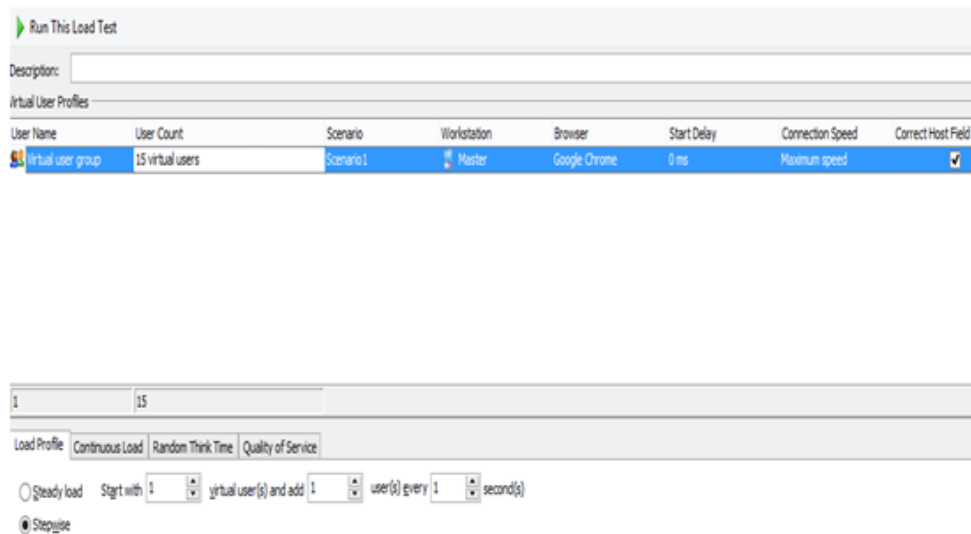 Run This Load Test
Description:
Virtual User Profiles
User Name User Count Scenario Workstation Browser Start Delay Connection Speed Correct Host Field
Virtual user group 15 virtual users Scenario1 Master Google Chrome 0 ms Maximum speed
1 15
Load Profile Continuous Load Random Think Time Quality of Service
Steady load Start with 1 virtual user(s) and add 1 user(s) every 1 second(s)
Stepwise